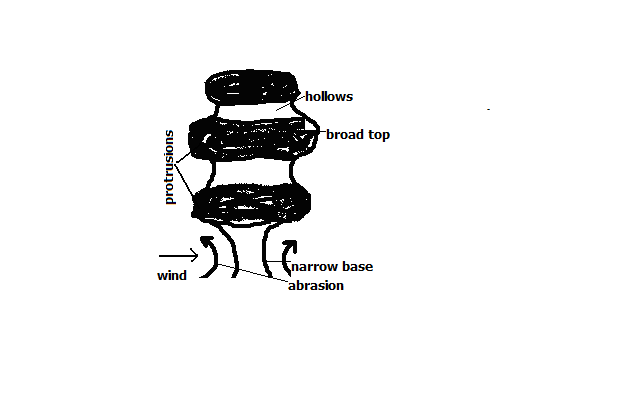 hollows
broad top
protrusions
wind
narrow base
abrasion